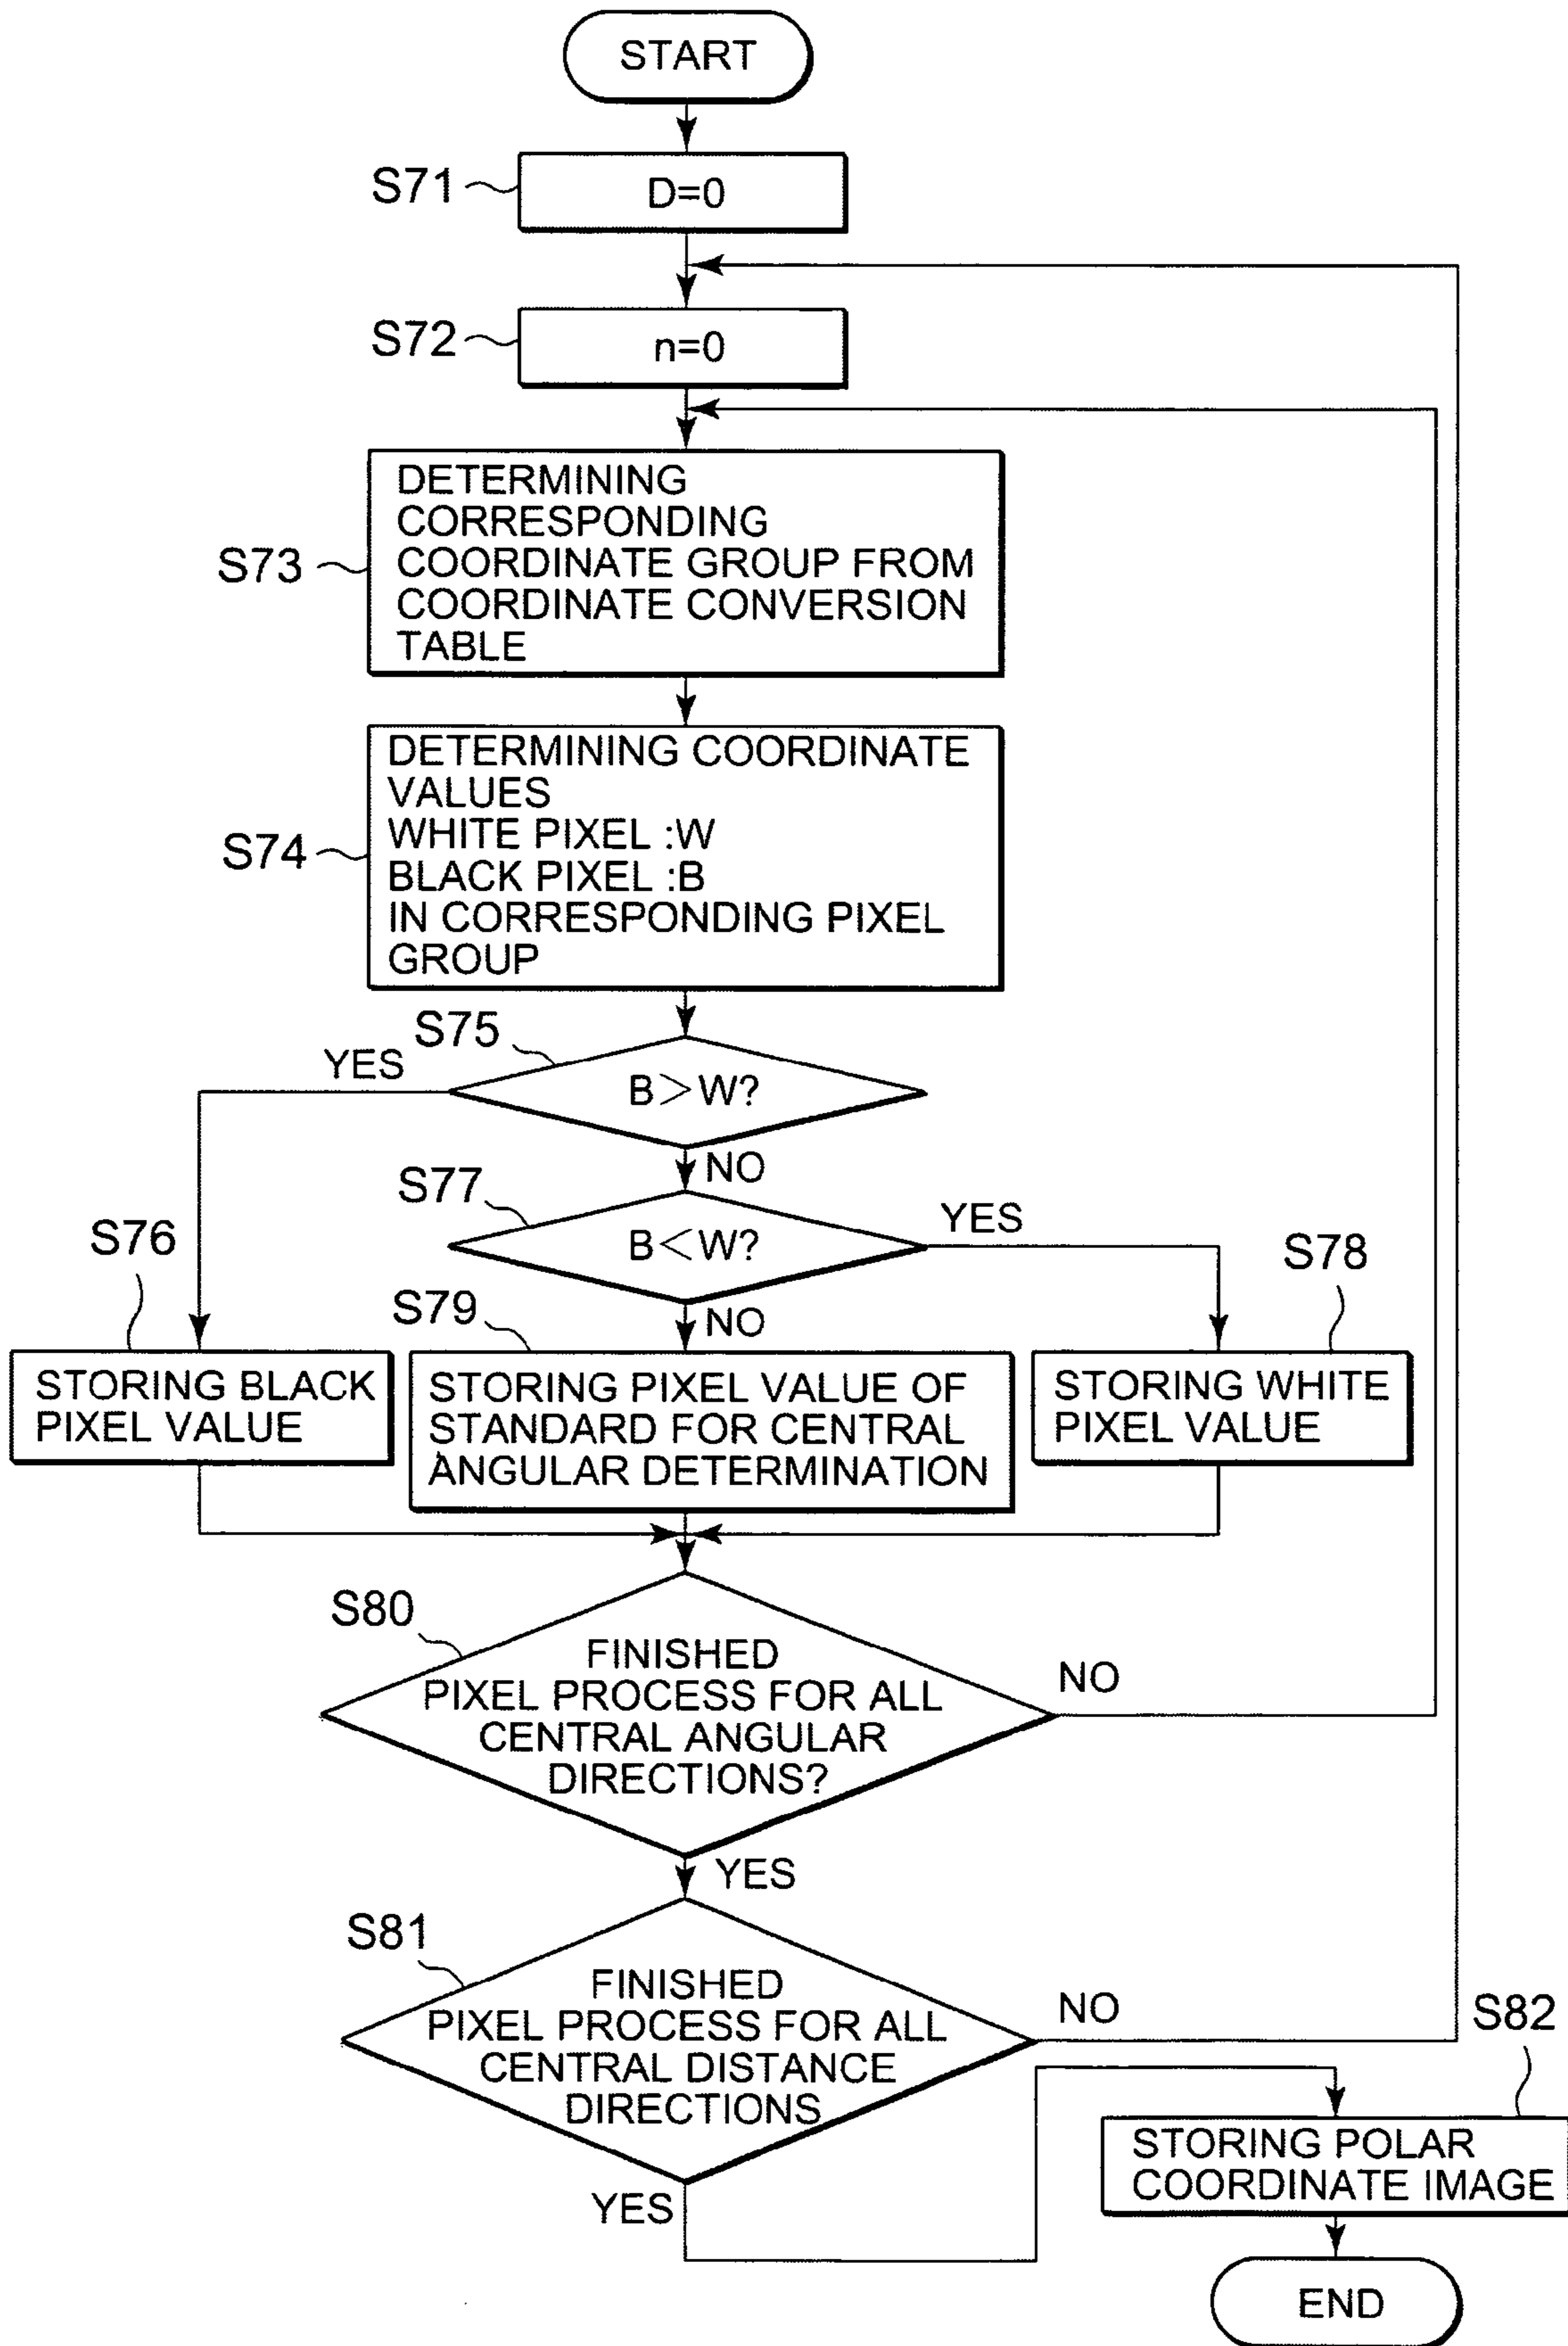 START
S71
D=0
S72
n=0
S73
DETERMINING
CORRESPONDING
COORDINATE GROUP FROM
COORDINATE CONVERSION
TABLE
S74
DETERMINING COORDINATE
VALUES
WHITE PIXEL :W
BLACK PIXEL :B
IN CORRESPONDING PIXEL
GROUP
S75
YES
B>W?
NO
S77
B<W?
YES
NO
S76
STORING BLACK
PIXEL VALUE
S79
STORING PIXEL VALUE OF
STANDARD FOR CENTRAL
ANGULAR DETERMINATION
S78
STORING WHITE
PIXEL VALUE
S80
FINISHED
PIXEL PROCESS FOR ALL
CENTRAL ANGULAR
DIRECTIONS?
NO
YES
S81
FINISHED
PIXEL PROCESS FOR ALL
CENTRAL DISTANCE
DIRECTIONS
NO
YES
S82
STORING POLAR
COORDINATE IMAGE
END